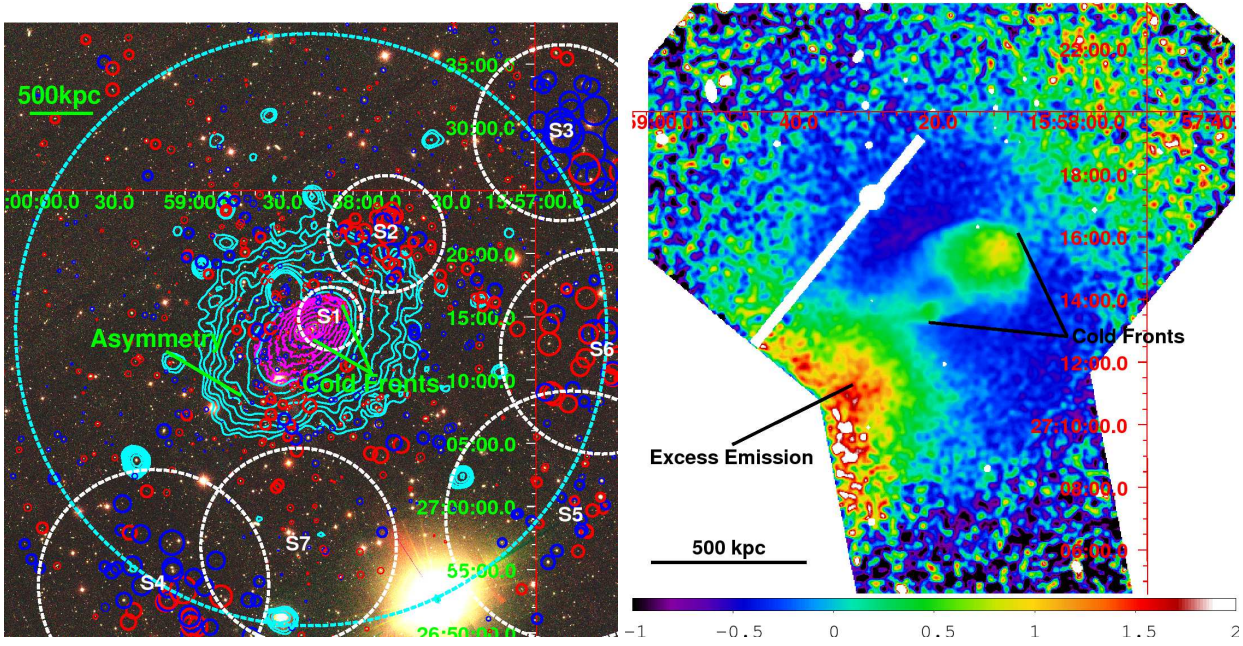 500kpc
35:00.0
S3
30:00.0
:00:00.0 59:00.0 30.0 58:00.0 30.0 15:57:00.0
S2
20:00.0
S1
15:00.0
S6
Asymmetry
Cold Fronts
10:00.0
05:00.0
27:00:00.0
S5
S7
55:00.0
S4
26:50:00.0
22:00.0
59:00.0 40.0 20.0 15:58:00.0 57:40
18:00.0
16:00.0
14:00.0
Cold Fronts
12:00.0
27:10:00.0
Excess Emission
08:00.0
500 kpc
06:00.0
-1 -0.5 0 0.5 1 1.5 2